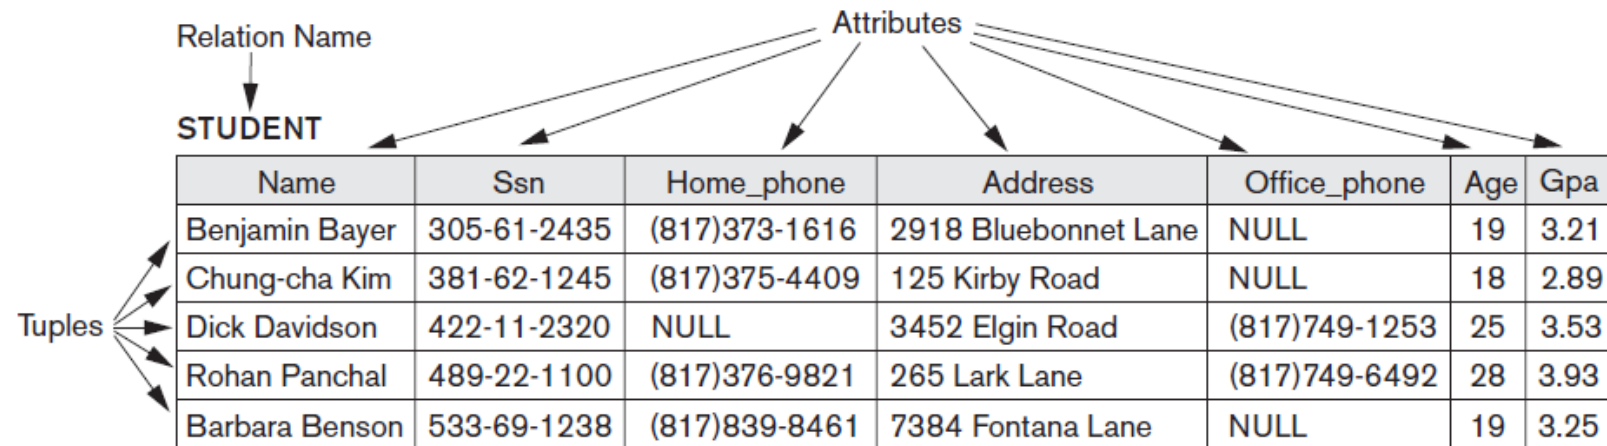 Attributes
Relation Name
STUDENT
Name Ssn Home_phone Address Office_phone Age Gpa
Benjamin Bayer 305-61-2435 (817)373-1616 2918 Bluebonnet Lane NULL 19 3.21
Chung-cha Kim 381-62-1245 (817)375-4409 125 Kirby Road NULL 18 2.89
Tuples Dick Davidson 422-11-2320 NULL 3452 Elgin Road (817)749-1253 25 3.53
Rohan Panchal 489-22-1100 (817)376-9821 265 Lark Lane (817)749-6492 28 3.93
Barbara Benson 533-69-1238 (817)839-8461 7384 Fontana Lane NULL 19 3.25